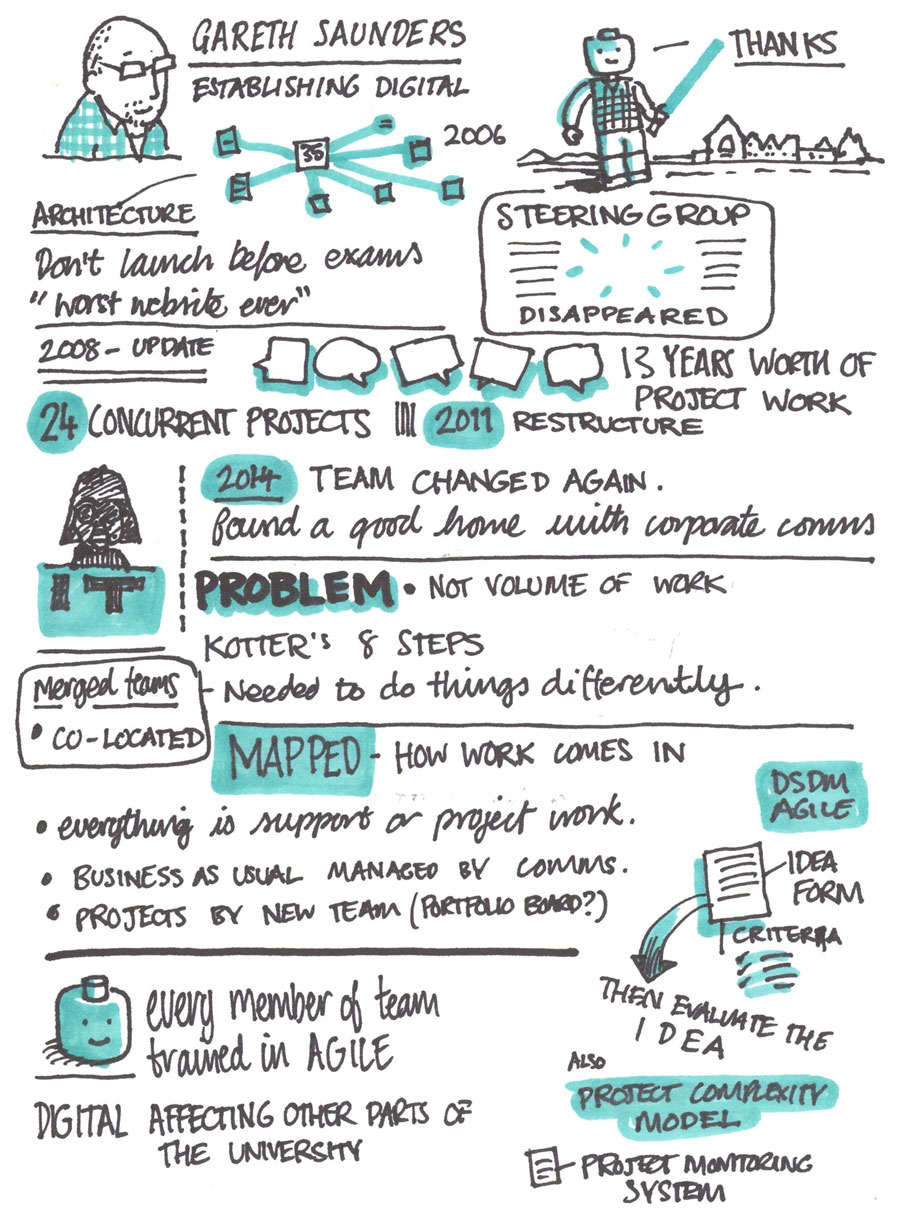 GARETH SAUNDERS
ESTABLISHING DIGITAL
THANKS
2006
35
ARCHITECTURE
Don't launch before exams
"worst website ever"
STEERING GROUP
DISAPPEARED
2008 - UPDATE
13 YEARS WORTH OF
PROJECT WORK
24 CONCURRENT PROJECTS 2011 RESTRUCTURE
2014 TEAM CHANGED AGAIN.
found a good home with corporate comms
IT
PROBLEM • NOT VOLUME OF WORK
KOTTER'S 8 STEPS
- Needed to do things differently.
Merged teams
• CO-LOCATED
MAPPED - HOW WORK COMES IN
• everything is support or project work.
• BUSINESS AS USUAL MANAGED BY COMMS.
• PROJECTS BY NEW TEAM (PORTFOLIO BOARD?)
DSDM
AGILE
IDEA
FORM
CRITERIA
THEN EVALUATE THE
IDEA
every member of team
trained in AGILE
DIGITAL AFFECTING OTHER PARTS OF
THE UNIVERSITY
ALSO
PROJECT COMPLEXITY
MODEL
PROJECT MONITORING
SYSTEM